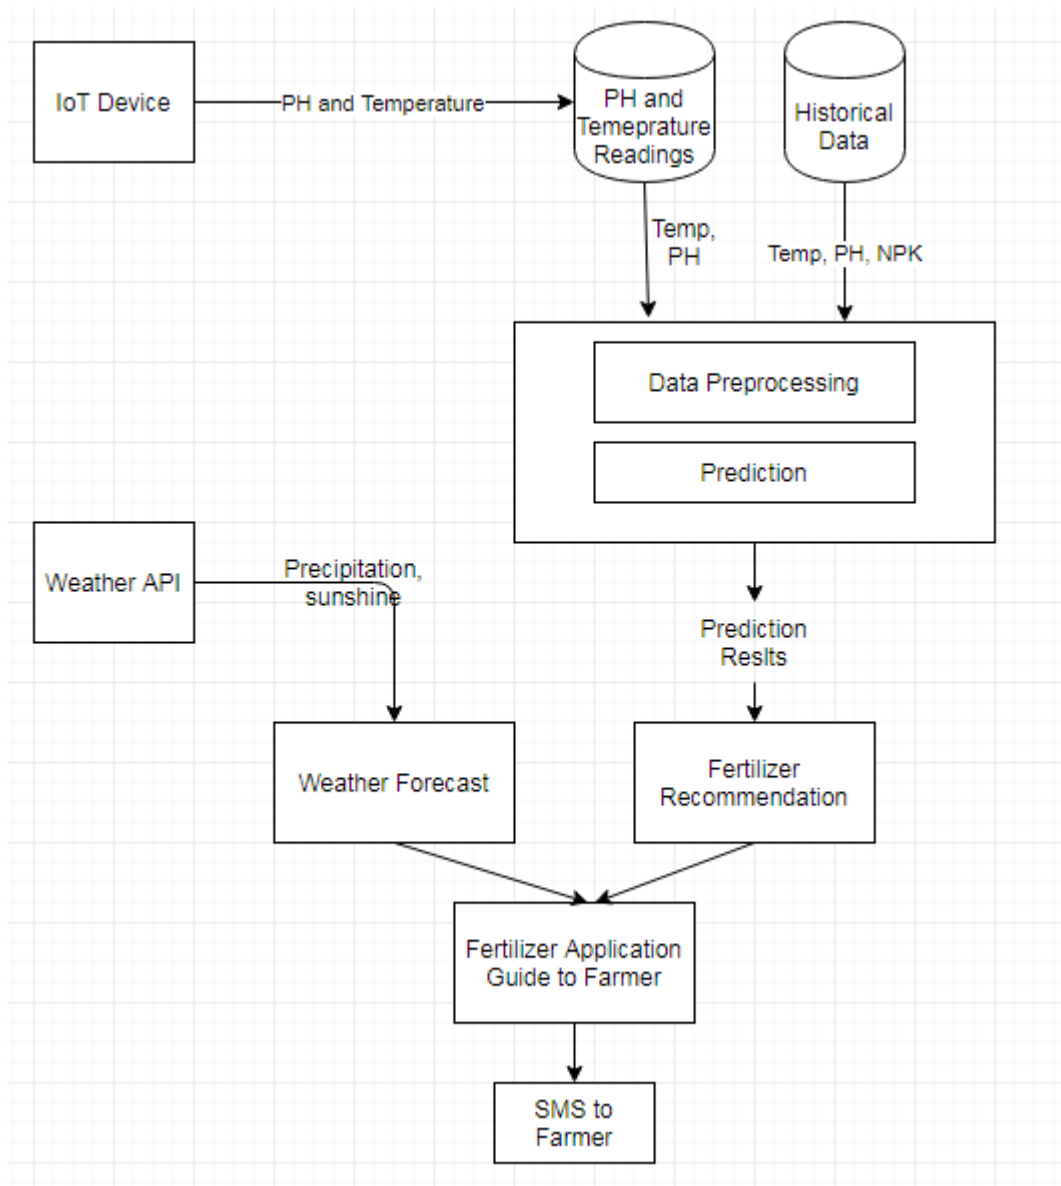 IoT Device
PH and Temperature
PH and
Temeprature
Readings
Historical
Data
Temp,
PH
Temp, PH, NPK
Data Preprocessing
Prediction
Weather API
Precipitation,
sunshine
Prediction
Reslts
Weather Forecast
Fertilizer
Recommendation
Fertilizer Application
Guide to Farmer
SMS to
Farmer